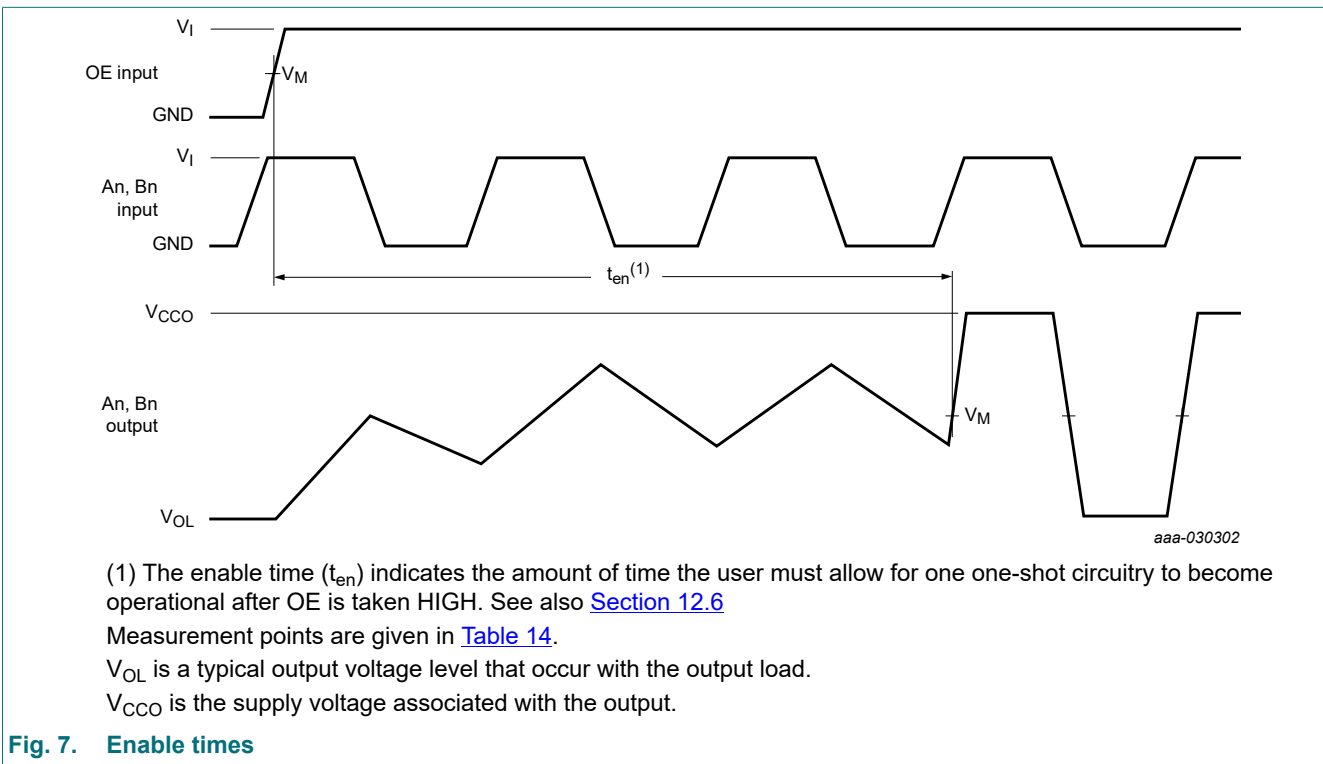 V_I
OE input
V_M
GND
V_I
An, Bn
input
GND
t_en(1)
V_CCO
An, Bn
output
V_M
V_OL
aaa-030302
(1) The enable time (t_en) indicates the amount of time the user must allow for one one-shot circuitry to become
operational after OE is taken HIGH. See also Section 12.6
Measurement points are given in Table 14.
V_OL is a typical output voltage level that occur with the output load.
V_CCO is the supply voltage associated with the output.
Fig. 7. Enable times